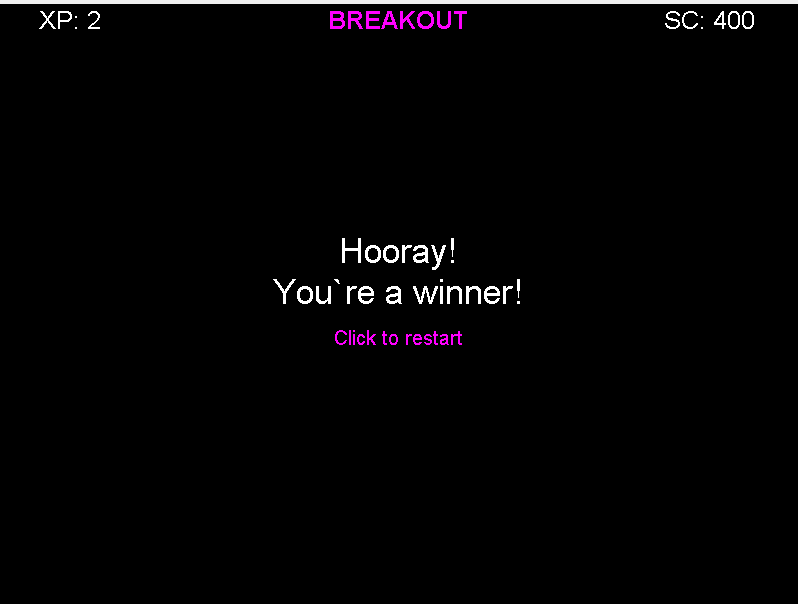 XP: 2 BREAKOUT SC: 400
Hooray!
You`re a winner!
Click to restart